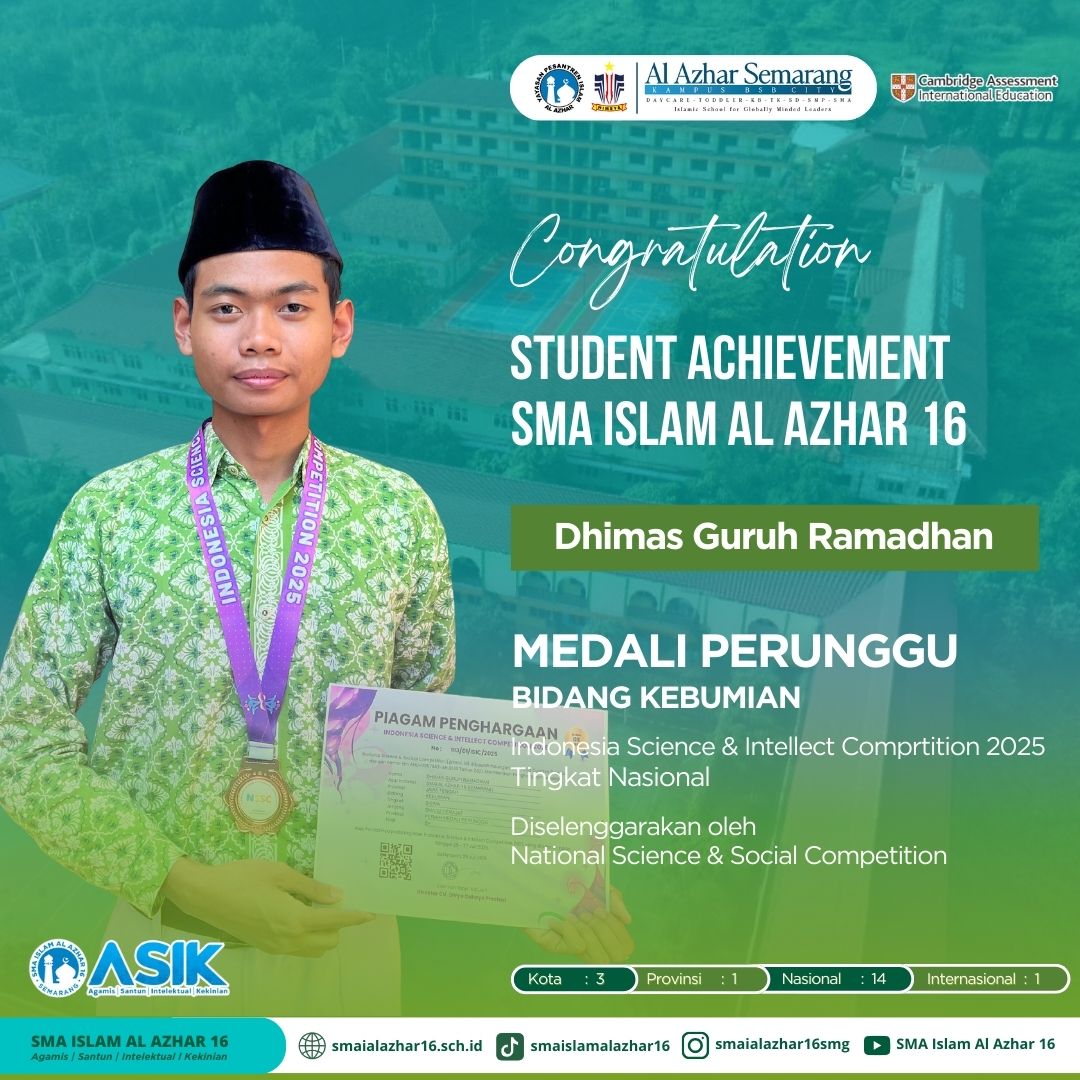 YAYASAN PESANTREN ISLAM
AL AZHAR
Al Azhar Semarang
KAMPUS BSB CITY
DAYCARE-TODDLER-KB-TK-SD-SMP-SMA
Islamic School for Globally Minded Leaders
Cambridge Assessment
International Education
Congratulation
STUDENT ACHIEVEMENT
SMA ISLAM AL AZHAR 16
Dhimas Guruh Ramadhan
INDONESIA SCIENC
OMPETITION 2025
MEDALI PERUNGGU
BIDANG KEBUMIAN
Indonesia Science & Intellect Comprtition 2025
Tingkat Nasional
Diselenggarakan oleh
National Science & Social Competition
PIAGAM PENGHARGAAN
INDONESIA SCIENCE & INTELLECT
NSSC
SMA ISLAM AL AZHAR 16
SEMARANG
ASIK
Agamis | Santun | Intelektual | Kekinian
Kota : 3 Provinsi : 1 Nasional : 14 Internasional : 1
SMA ISLAM AL AZHAR 16
Agamis | Santun | Intelektual | Kekinian
smaialazhar16.sch.id
smaislamalazhar16
smaialazhar16smg
SMA Islam Al Azhar 16